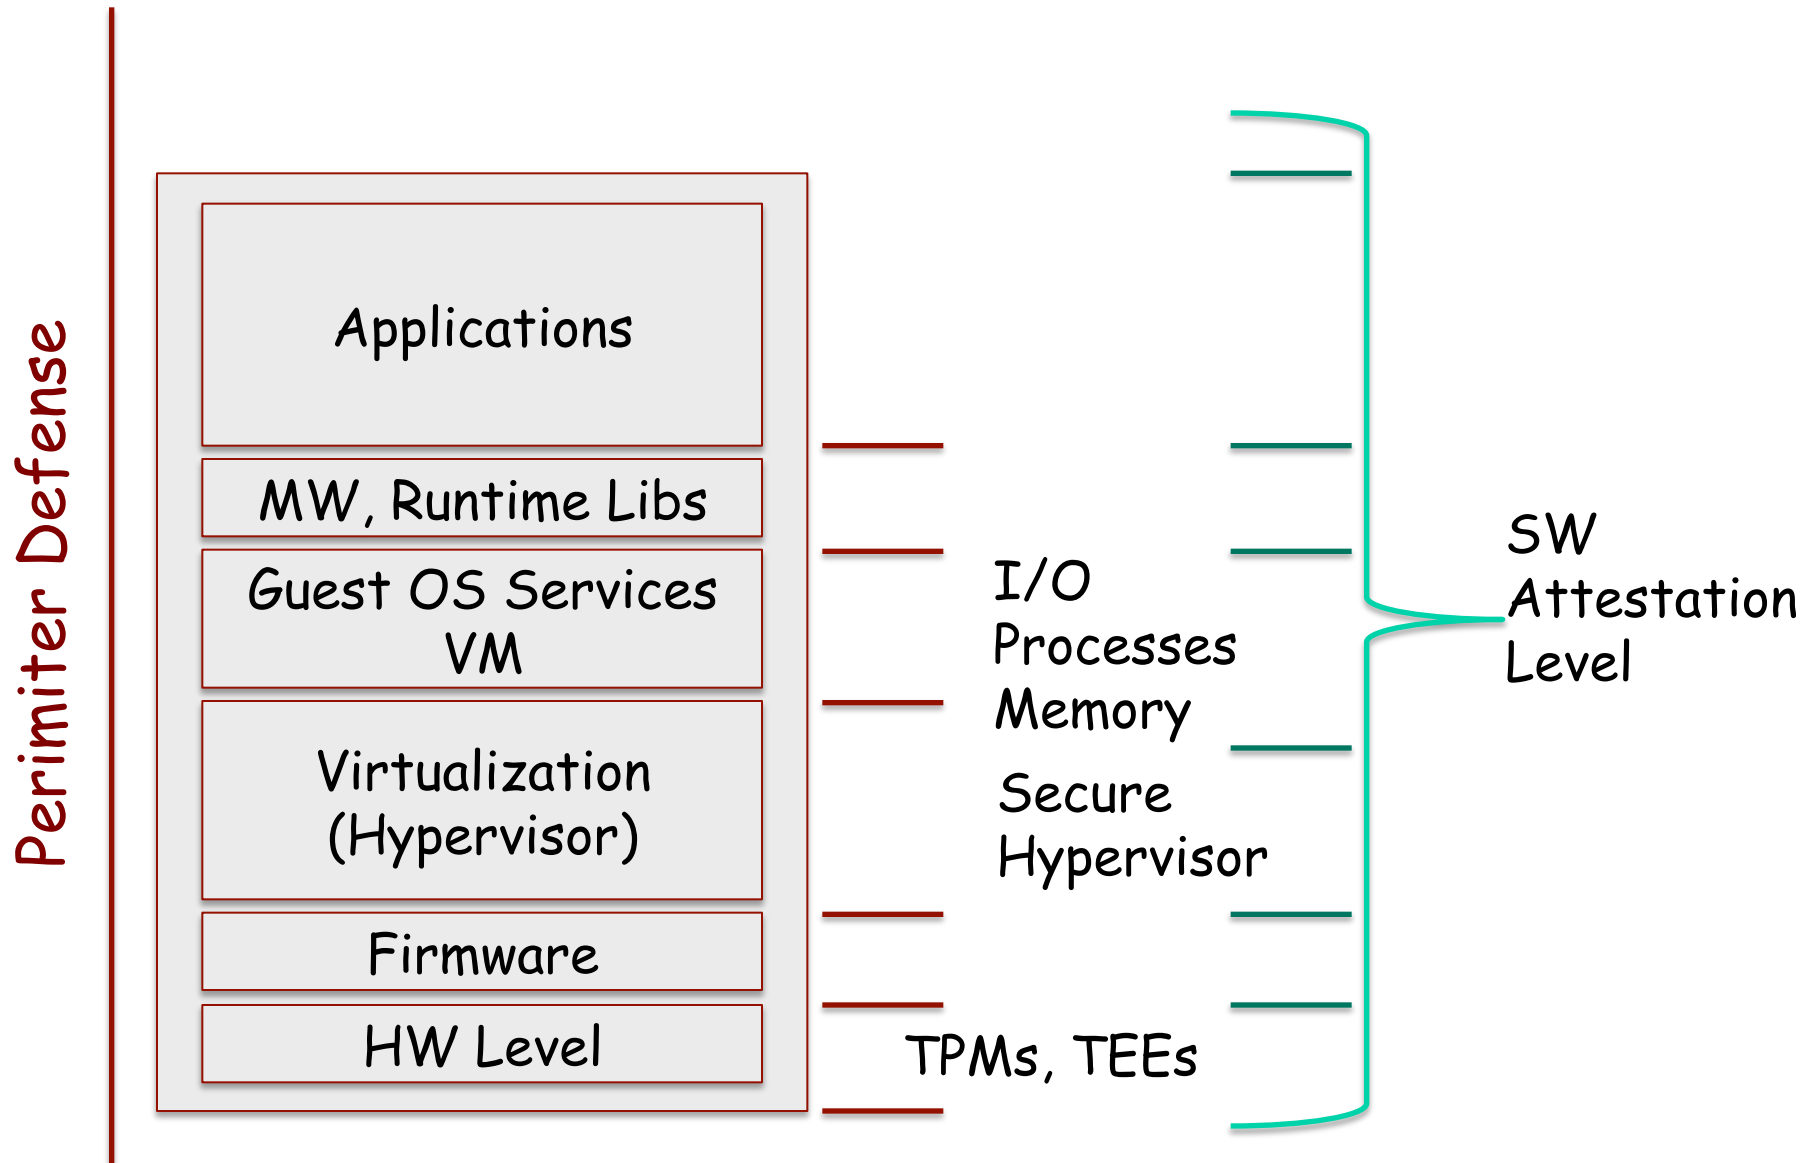 Perimiter Defense
Applications
MW, Runtime Libs
Guest OS Services
VM
Virtualization
(Hypervisor)
Firmware
HW Level
I/O
Processes
Memory
Secure
Hypervisor
TPMs, TEEs
SW
Attestation
Level